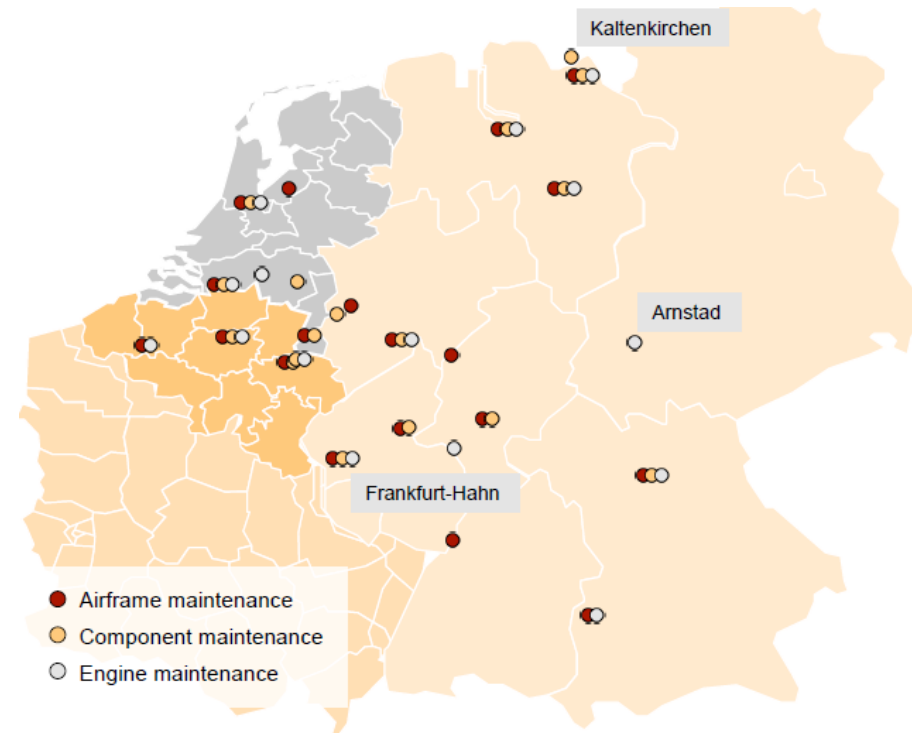 Kaltenkirchen
Arnstad
Frankfurt-Hahn
Airframe maintenance
Component maintenance
Engine maintenance